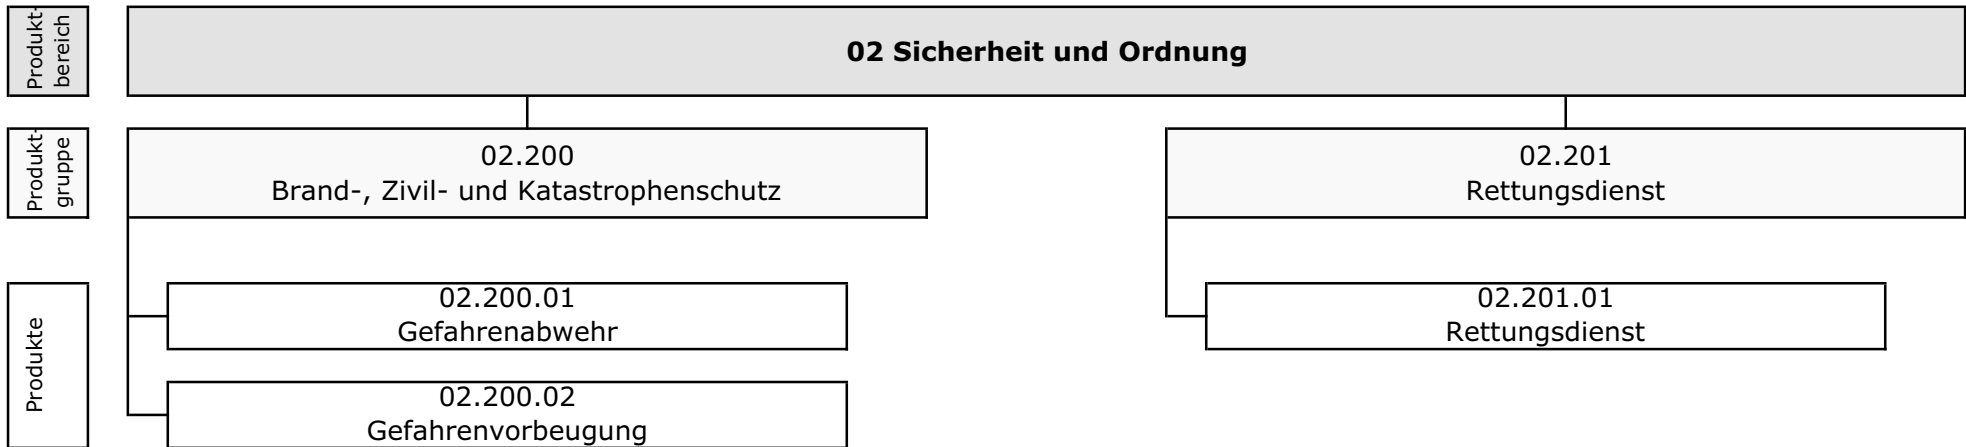 Produkt-
bereich
02 Sicherheit und Ordnung
Produkt-
gruppe
02.200
Brand-, Zivil- und Katastrophenschutz
02.201
Rettungsdienst
Produkte
02.200.01
Gefahrenabwehr
02.201.01
Rettungsdienst
02.200.02
Gefahrenvorbeugung